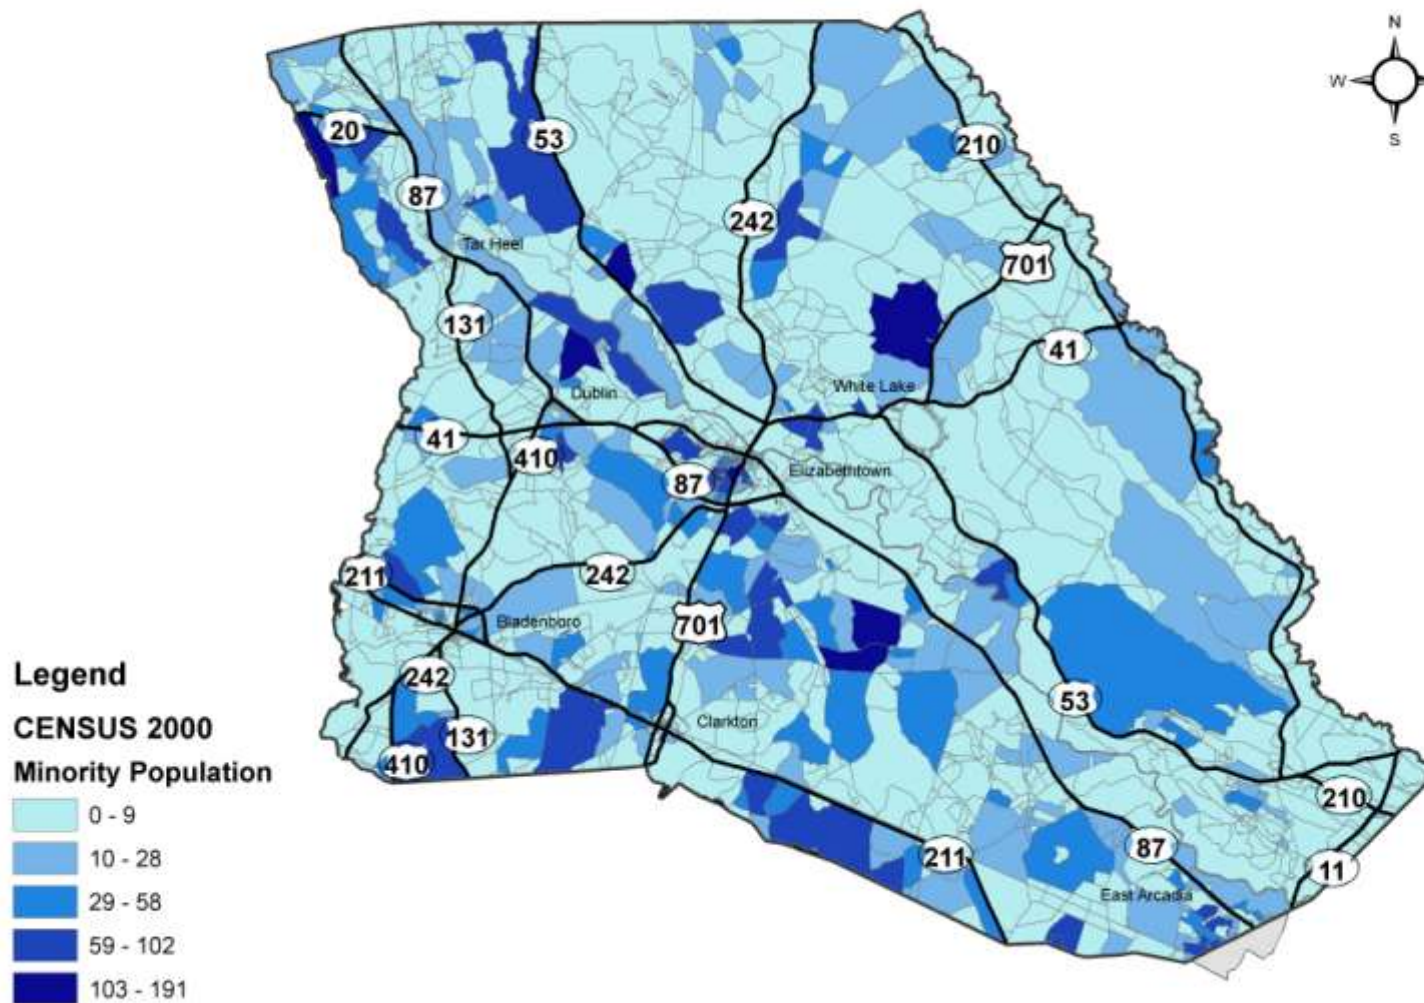 N
W
S
20
53
210
87
242
701
Tar Heel
131
41
White Lake
Dublin
41
410
87
Elizabethtown
211
242
701
Bladenboro
Legend
242
53
CENSUS 2000
Clarkton
131
Minority Population
410
210
0 - 9
10 - 28
211
87
11
29 - 58
East Arcadia
59 - 102
103 - 191